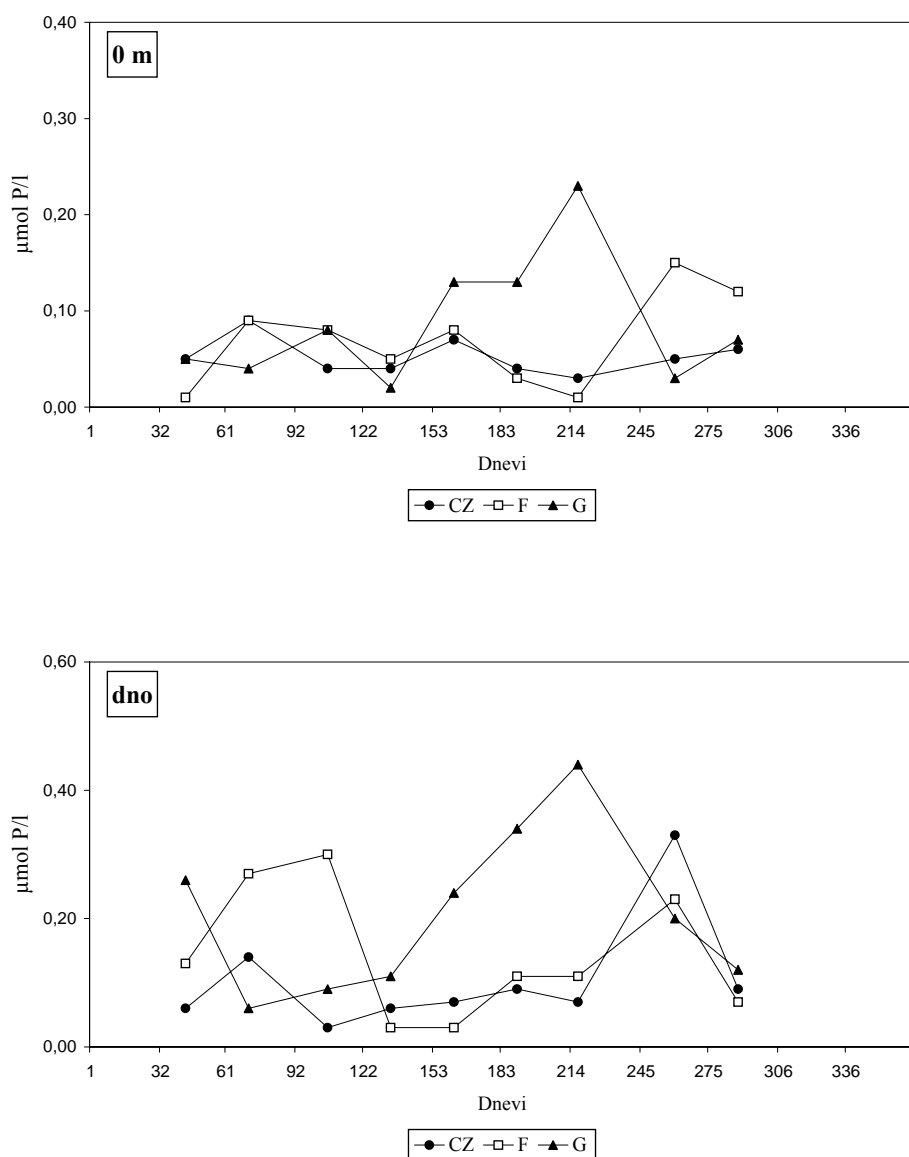 0,40
0 m
0,30
µmol P/l
0,20
0,10
0,00
1 32 61 92 122 153 183 214 245 275 306 336
Dnevi
CZ F G
0,60
dno
0,40
µmol P/l
0,20
0,00
1 32 61 92 122 153 183 214 245 275 306 336
Dnevi
CZ F G